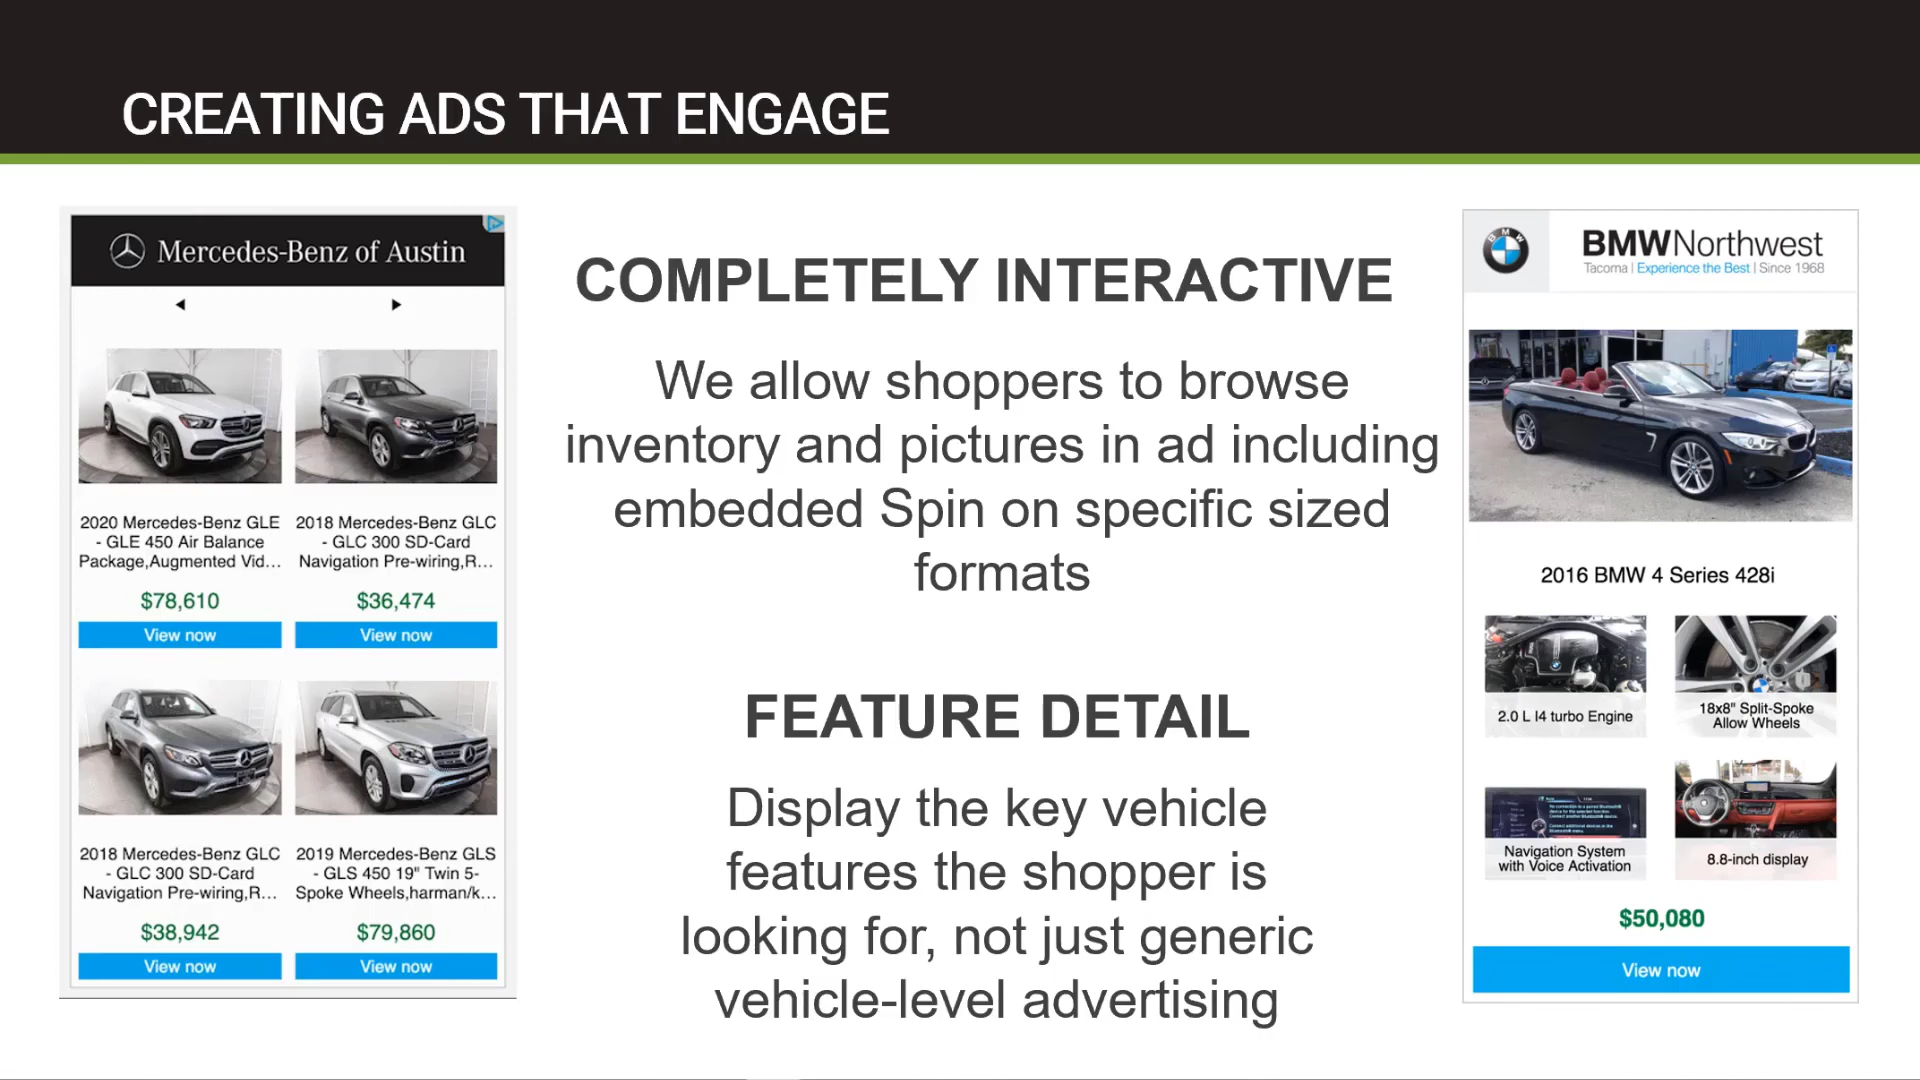 CREATING ADS THAT ENGAGE
Mercedes-Benz of Austin
2020 Mercedes-Benz GLE
- GLE 450 Air Balance
Package,Augmented Vid...
$78,610
View now
2018 Mercedes-Benz GLC
- GLC 300 SD-Card
Navigation Pre-wiring,R...
$36,474
View now
2018 Mercedes-Benz GLC
- GLC 300 SD-Card
Navigation Pre-wiring,R...
$38,942
View now
2019 Mercedes-Benz GLS
- GLS 450 19" Twin 5-
Spoke Wheels,harman/k...
$79,860
View now
COMPLETELY INTERACTIVE
We allow shoppers to browse
inventory and pictures in ad including
embedded Spin on specific sized
formats
FEATURE DETAIL
Display the key vehicle
features the shopper is
looking for, not just generic
vehicle-level advertising
BMW
BMWNorthwest
Tacoma | Experience the Best | Since 1968
2016 BMW 4 Series 428i
2.0 L I4 turbo Engine
18x8" Split-Spoke
Allow Wheels
Navigation System
with Voice Activation
8.8-inch display
$50,080
View now